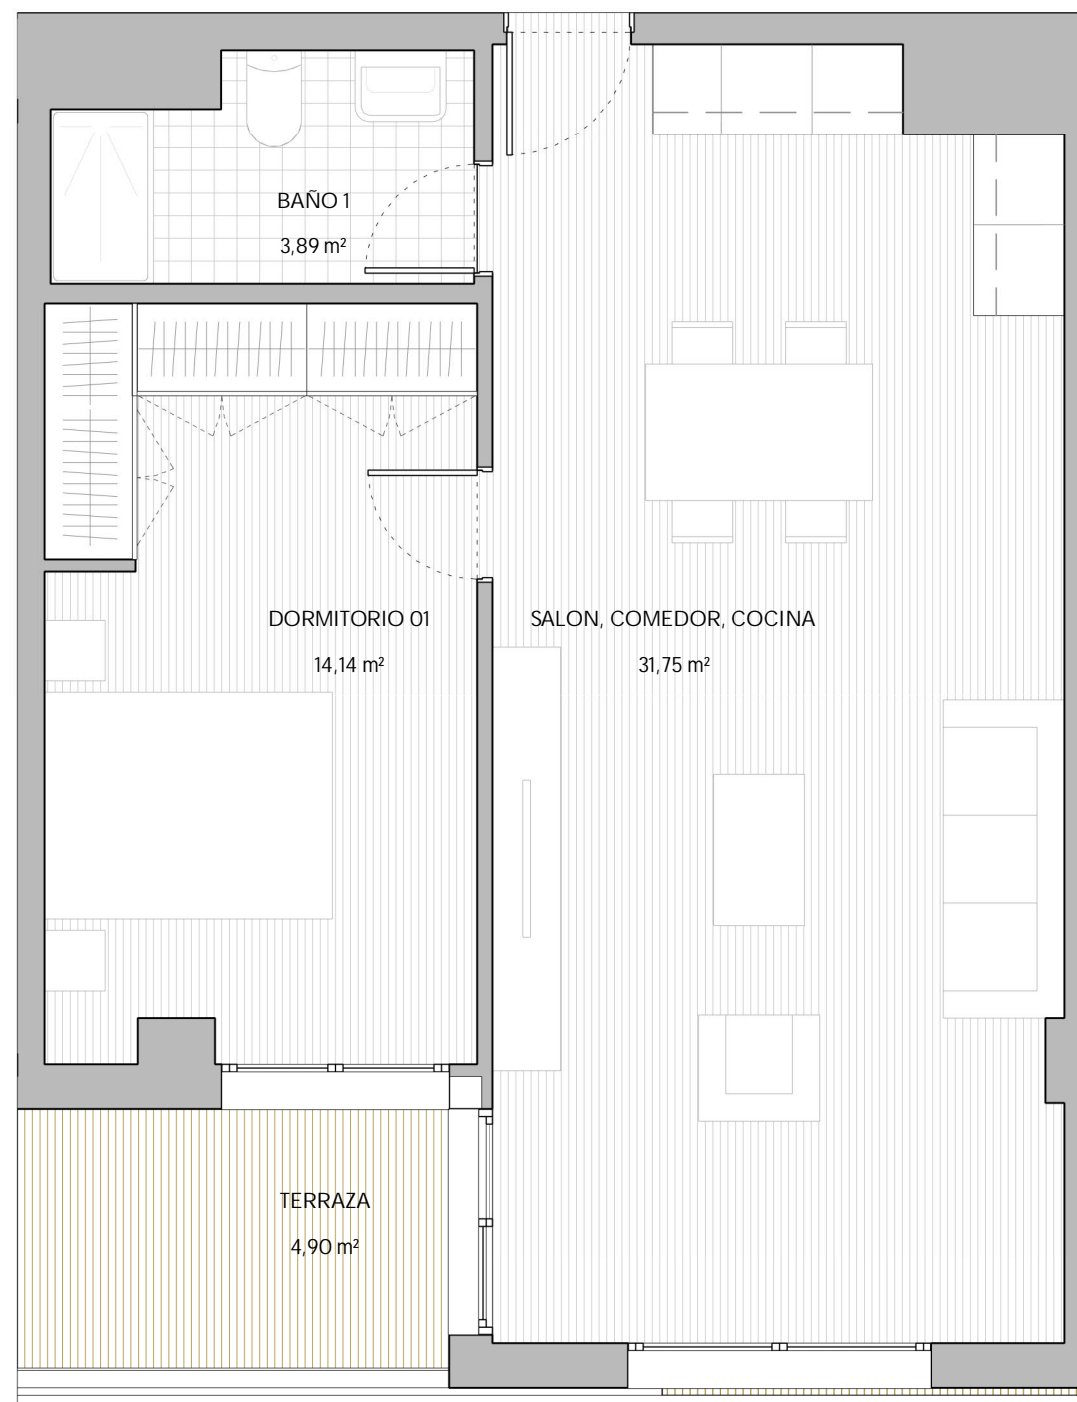 BAÑO 1
3,89 m²
DORMITORIO 01
14,14 m²
SALON, COMEDOR, COCINA
31,75 m²
TERRAZA
4,90 m²